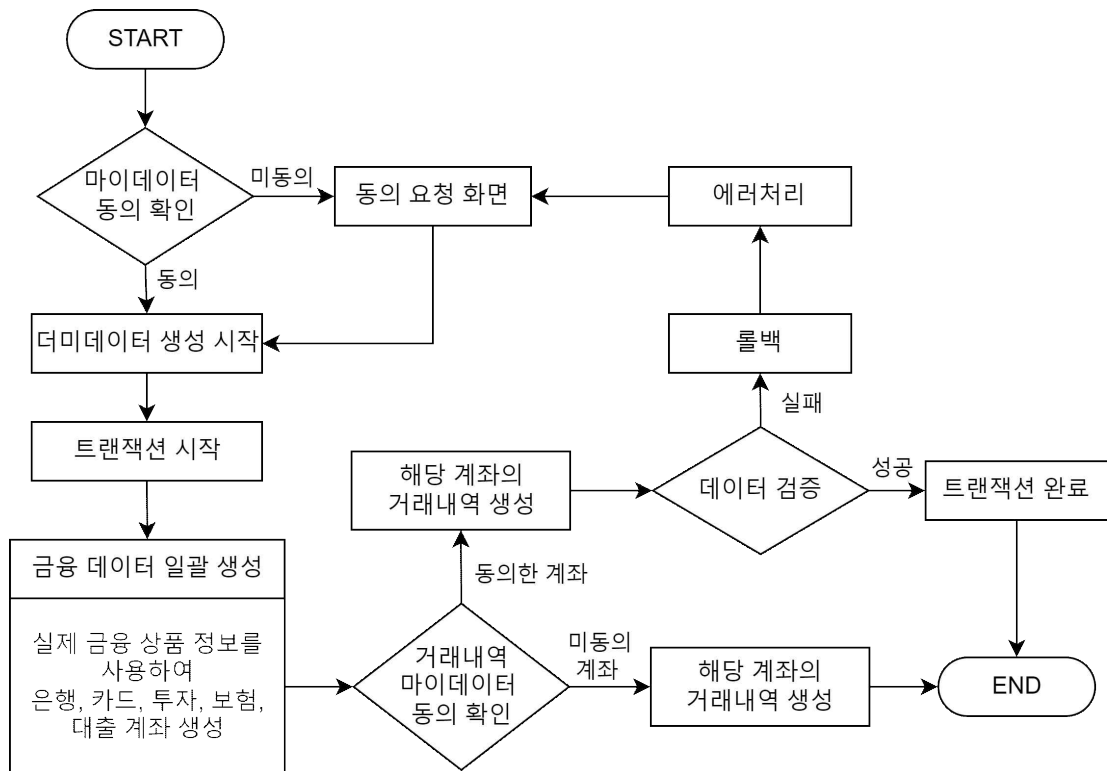 START
마이데이터
동의 확인
미동의
동의 요청 화면
에러처리
동의
더미데이터 생성 시작
롤백
트랜잭션 시작
실패
해당 계좌의
거래내역 생성
데이터 검증
성공
트랜잭션 완료
금융 데이터 일괄 생성
동의한 계좌
실제 금융 상품 정보를
사용하여
은행, 카드, 투자, 보험,
대출 계좌 생성
거래내역
마이데이터
동의 확인
미동의
계좌
해당 계좌의
거래내역 생성
END